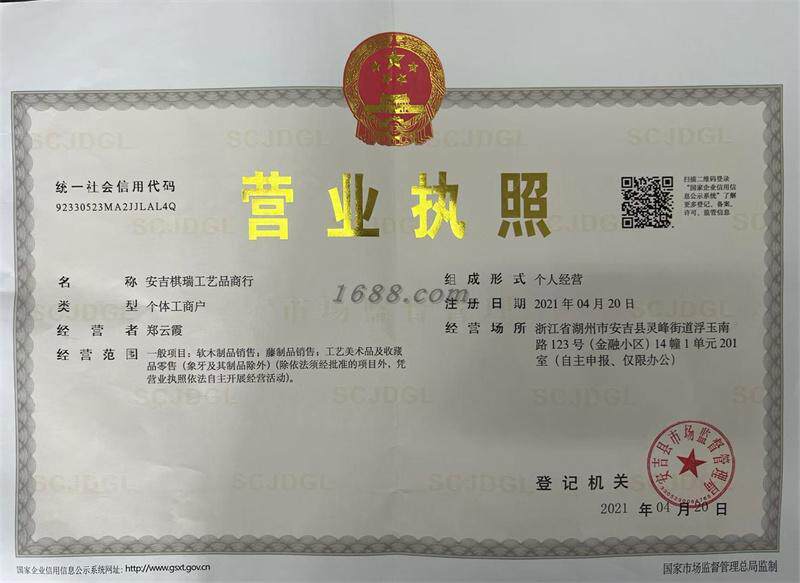 统一社会信用代码
92330523MA2JJLAL4Q
营业执照
扫描二维码登录
“国家企业信用信
息公示系统”了解
更多登记、备案、
许可、监管信息
名称 安吉棋瑞工艺品商行
类型 个体工商户
经营者 郑云霞
经营范围 一般项目：软木制品销售；藤制品销售；工艺美术品及收藏
品零售（象牙及其制品除外）(除依法须经批准的项目外，凭
营业执照依法自主开展经营活动)。
组成形式 个人经营
注册日期 2021年04月20日
经营场所 浙江省湖州市安吉县灵峰街道浮玉南
路123号（金融小区）14幢1单元201
室（自主申报、仅限办公）
1688.com
SCJDGL
安吉县市场监督管理局
登记机关
2021年04月20日
国家企业信用信息公示系统网址: http://www.gsxt.gov.cn
国家市场监督管理总局监制